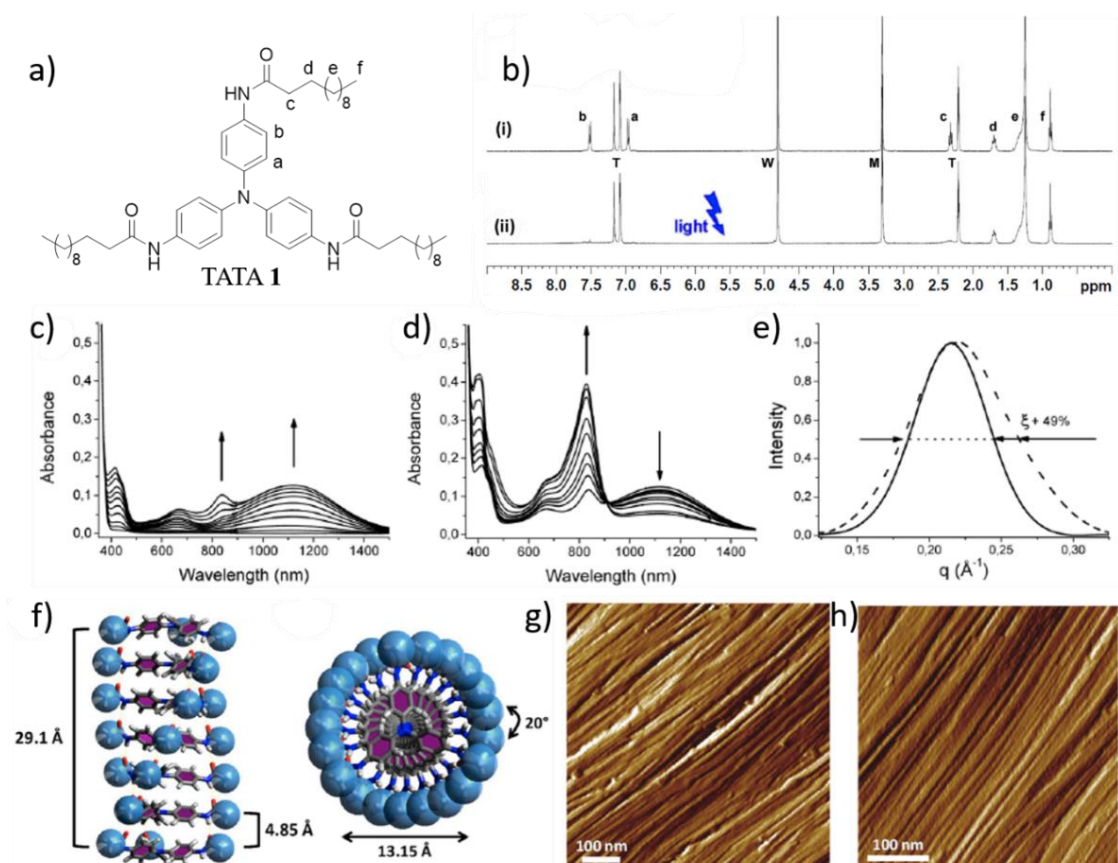 a)
O
d
(e)
f
NH
c
8
b
a
O
N
O
8
N
H
N
H
8
TATA 1
b)
b
a
c
d
e
f
(i)
T
W
M
T
(ii)
light
8.5 8.0 7.5 7.0 6.5 6.0 5.5 5.0 4.5 4.0 3.5 3.0 2.5 2.0 1.5 1.0 ppm
c)
0,5
0,4
0,3
0,2
0,1
0,0
Absorbance
400 600 800 1000 1200 1400
Wavelength (nm)
d)
0,5
0,4
0,3
0,2
0,1
0,0
Absorbance
400 600 800 1000 1200 1400
Wavelength (nm)
e)
1,0
0,8
0,6
0,4
0,2
0,0
Intensity
ξ + 49%
0,15 0,20 0,25 0,30
q (Å⁻¹)
f)
29.1 Å
4.85 Å
20°
13.15 Å
g)
100 nm
h)
100 nm